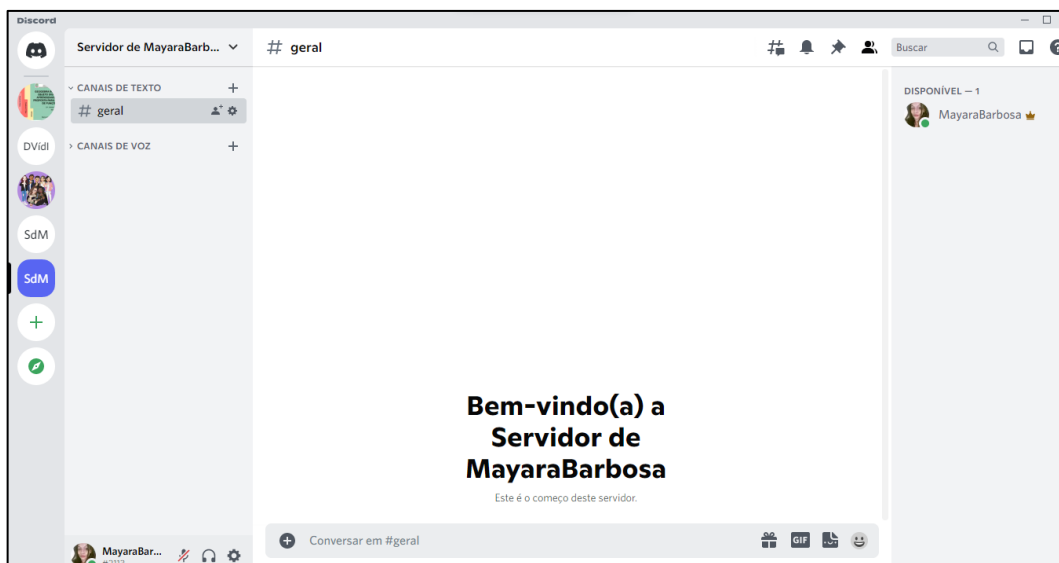 Discord
Servidor de MayaraBarb...
# geral
Buscar
CANAIS DE TEXTO
# geral
CANAIS DE VOZ
DVidI
SdM
SdM
DISPONÍVEL — 1
MayaraBarbosa
Bem-vindo(a) a
Servidor de
MayaraBarbosa
Este é o começo deste servidor.
Conversar em #geral
GIF
MayaraBar...